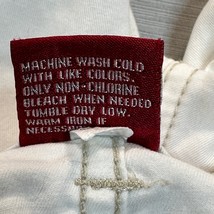 MACHINE WASH COLD
WITH LIKE COLORS.
ONLY NON-CHLORINE
BLEACH WHEN NEEDED
TUMBLE DRY LOW.
WARM IRON IF